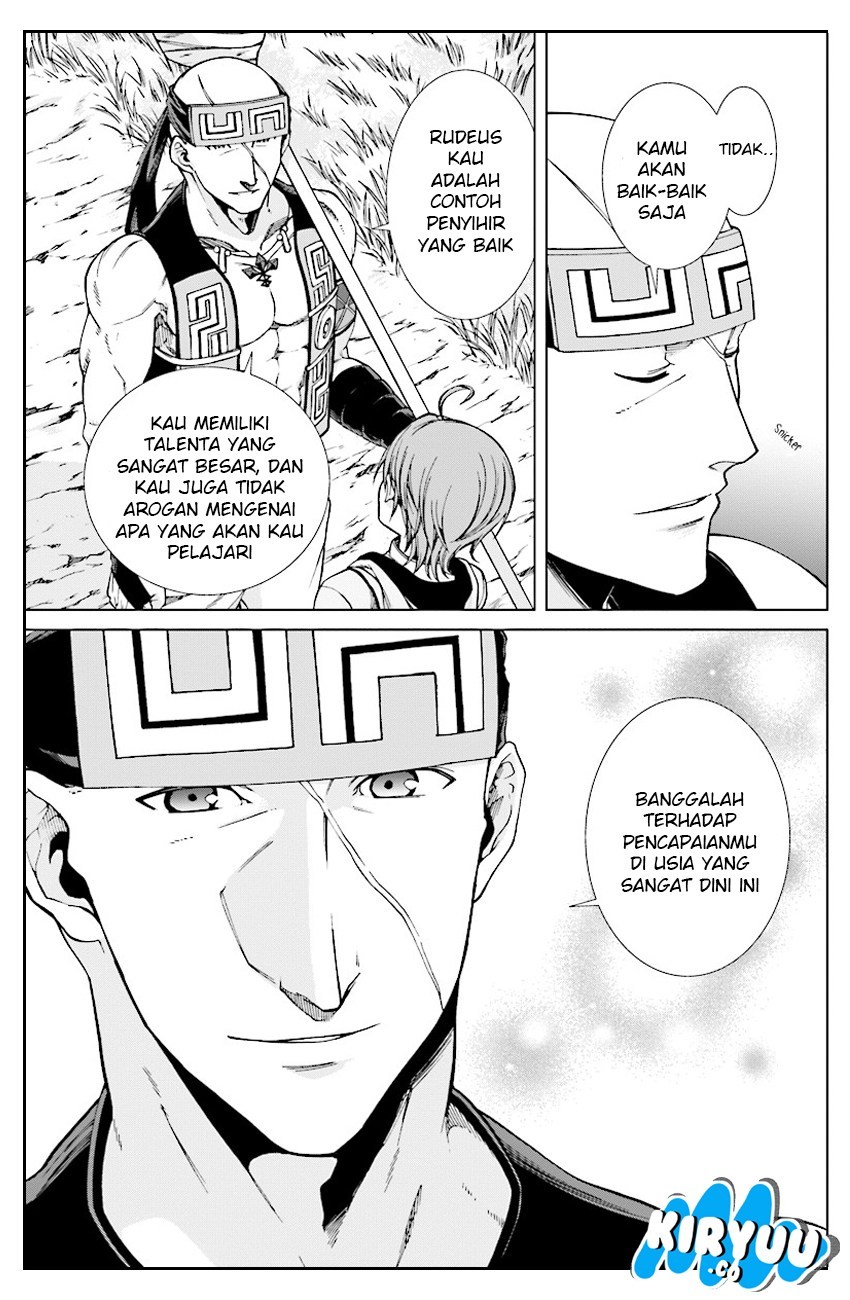 TIDAK..
KAMU
AKAN
BAIK-BAIK
SAJA
Snicker
RUDEUS
KAU
ADALAH
CONTOH
PENYIHIR
YANG BAIK
KAU MEMILIKI
TALENTA YANG
SANGAT BESAR, DAN
KAU JUGA TIDAK
AROGAN MENGENAI
APA YANG AKAN KAU
PELAJARI
BANGGALAH
TERHADAP
PENCAPAIANMU
DI USIA YANG
SANGAT DINI INI
KIRYUU
.CO